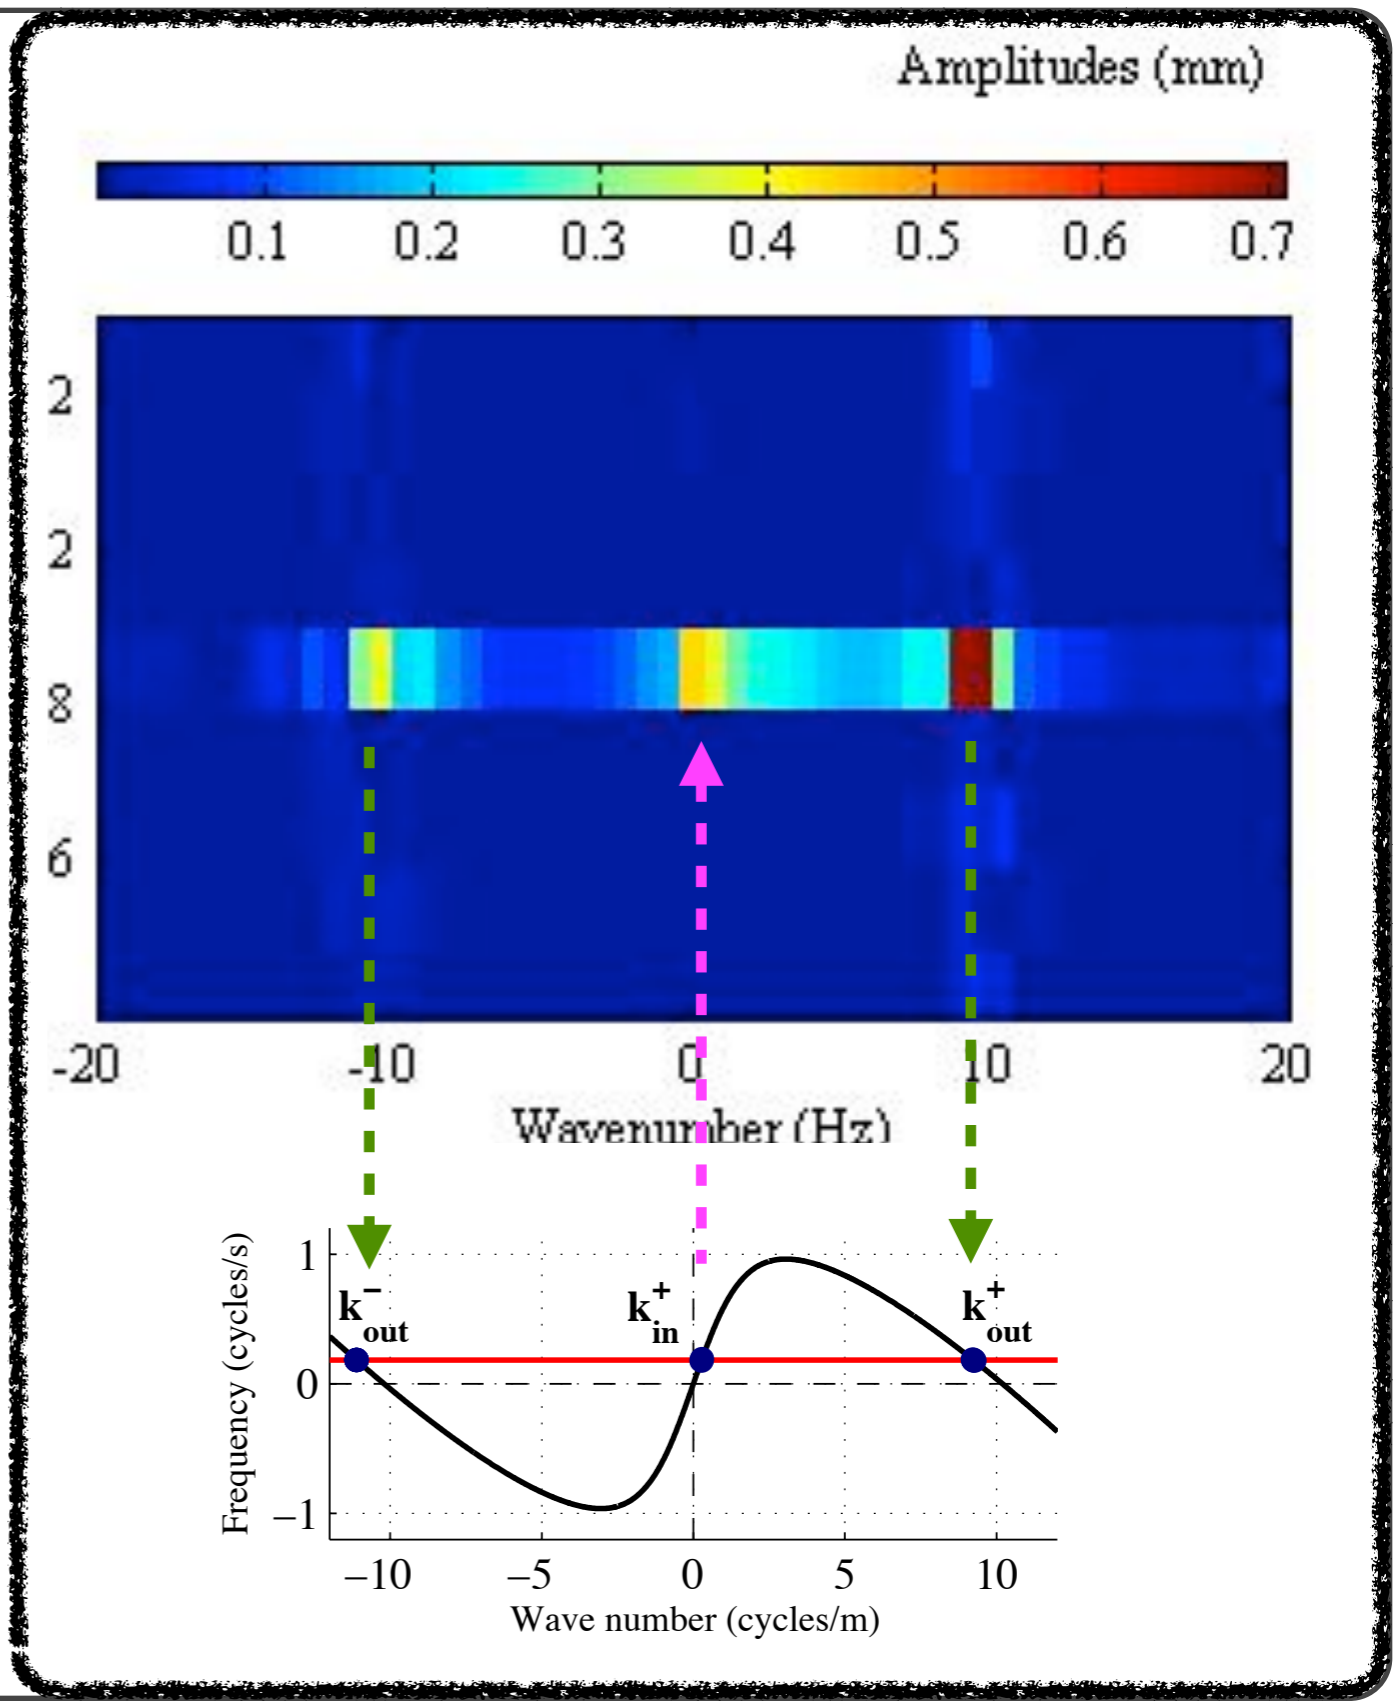 Amplitudes (mm)
0.1 0.2 0.3 0.4 0.5 0.6 0.7
2
2
8
6
-20 -10 0 10 20
Wavenumber (Hz)
Frequency (cycles/s)
1
0
−1
k⁻out k⁺in k⁺out
−10 −5 0 5 10
Wave number (cycles/m)